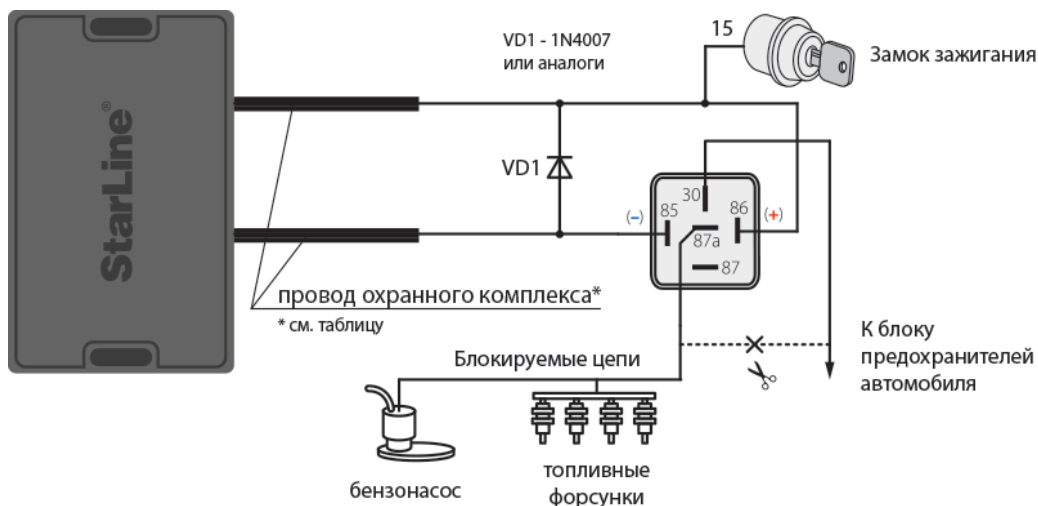 StarLine®
VD1 - 1N4007
или аналоги
15
Замок зажигания
VD1
30
(–)
85
86
(+)
87a
87
провод охранного комплекса*
* см. таблицу
К блоку
предохранителей
автомобиля
Блокируемые цепи
бензонасос
топливные
форсунки